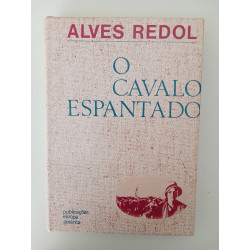 ALVES REDOL
O
CAVALO
ESPANTADO
publicações
europa
américa